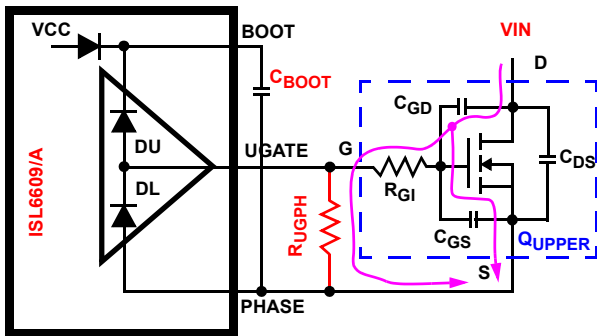 VCC
BOOT
VIN
D
CBOOT
CGD
DU
UGATE
G
CDS
DL
RGI
ISL6609/A
RUGPH
CGS
QUPPER
S
PHASE